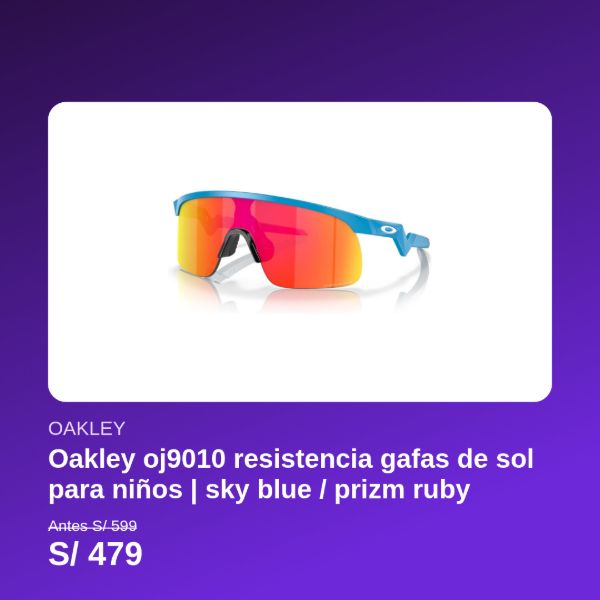 OAKLEY
Oakley oj9010 resistencia gafas de sol
para niños | sky blue / prizm ruby
Antes S/ 599
S/ 479